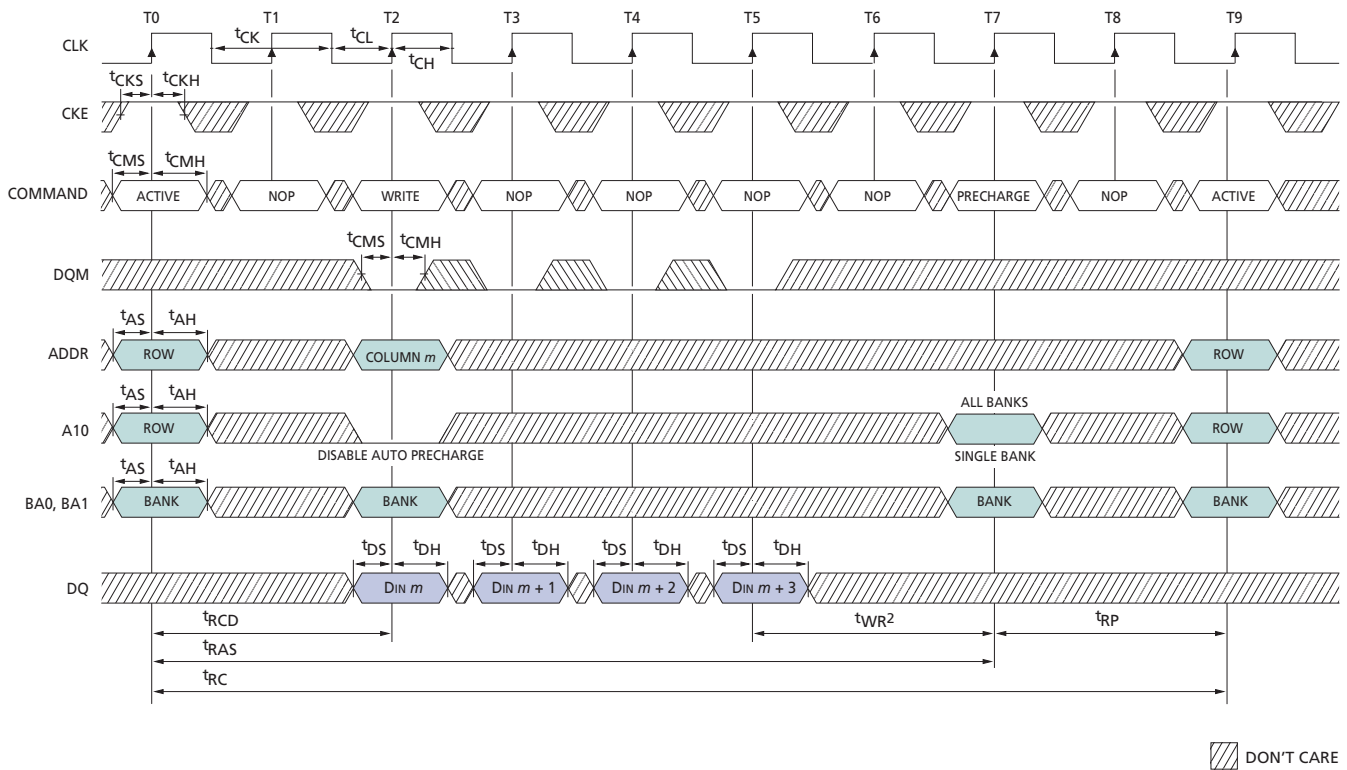 T0 T1 T2 T3 T4 T5 T6 T7 T8 T9
CLK
tCK tCL tCH
tCKS tCKH
CKE
tCMS tCMH
COMMAND ACTIVE NOP WRITE NOP NOP NOP NOP PRECHARGE NOP ACTIVE
tCMS tCMH
DQM
tAS tAH
ADDR ROW COLUMN m ROW
tAS tAH ALL BANKS
A10 ROW ROW
DISABLE AUTO PRECHARGE SINGLE BANK
tAS tAH
BA0, BA1 BANK BANK BANK BANK
tDS tDH tDS tDH tDS tDH tDS tDH
DQ DIN m DIN m + 1 DIN m + 2 DIN m + 3
tRCD tWR2 tRP
tRAS
tRC
DON'T CARE